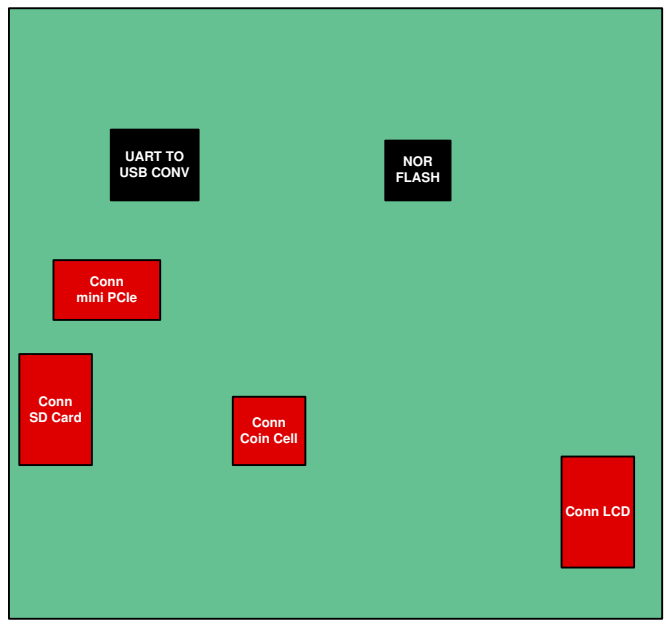 UART TO
USB CONV
NOR
FLASH
Conn
mini PCIe
Conn
SD Card
Conn
Coin Cell
Conn LCD